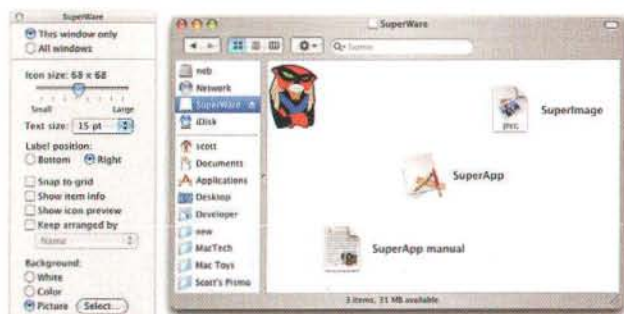 SuperWare
This window only
All windows
Icon size: 68 x 68
Small Large
Text size: 15 pt
Label position:
Bottom Right
Snap to grid
Show item info
Show icon preview
Keep arranged by
Name
Background:
White
Color
Picture Select...
SuperWare
neb
Network
SuperWare
iDisk
scott
Documents
Applications
Desktop
Developer
new
MacTech
Mac Toys
Scott's Pismo
SuperImage
SuperApp
SuperApp manual
3 items, 31 MB available